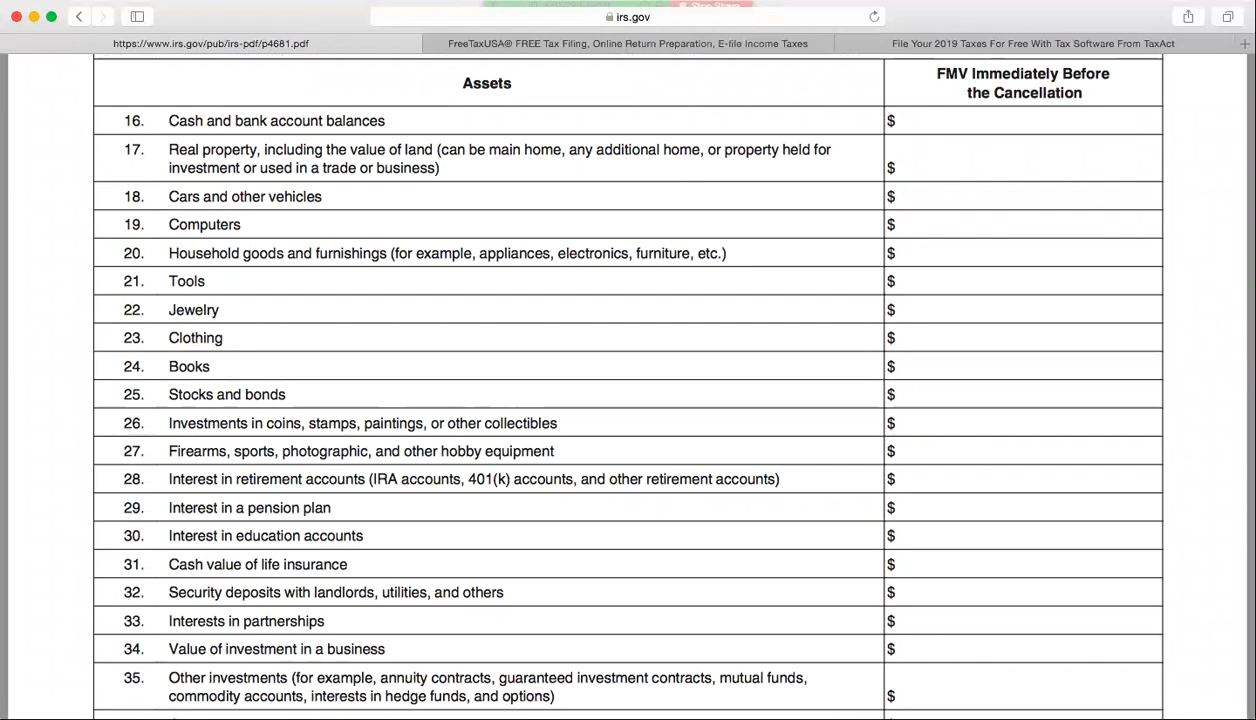 irs.gov
https://www.irs.gov/pub/irs-pdf/p4681.pdf
FreeTaxUSA® FREE Tax Filing, Online Return Preparation, E-file Income Taxes
File Your 2019 Taxes For Free With Tax Software From TaxAct
Assets
FMV Immediately Before
the Cancellation
16. Cash and bank account balances $
17. Real property, including the value of land (can be main home, any additional home, or property held for
investment or used in a trade or business) $
18. Cars and other vehicles $
19. Computers $
20. Household goods and furnishings (for example, appliances, electronics, furniture, etc.) $
21. Tools $
22. Jewelry $
23. Clothing $
24. Books $
25. Stocks and bonds $
26. Investments in coins, stamps, paintings, or other collectibles $
27. Firearms, sports, photographic, and other hobby equipment $
28. Interest in retirement accounts (IRA accounts, 401(k) accounts, and other retirement accounts) $
29. Interest in a pension plan $
30. Interest in education accounts $
31. Cash value of life insurance $
32. Security deposits with landlords, utilities, and others $
33. Interests in partnerships $
34. Value of investment in a business $
35. Other investments (for example, annuity contracts, guaranteed investment contracts, mutual funds,
commodity accounts, interests in hedge funds, and options) $